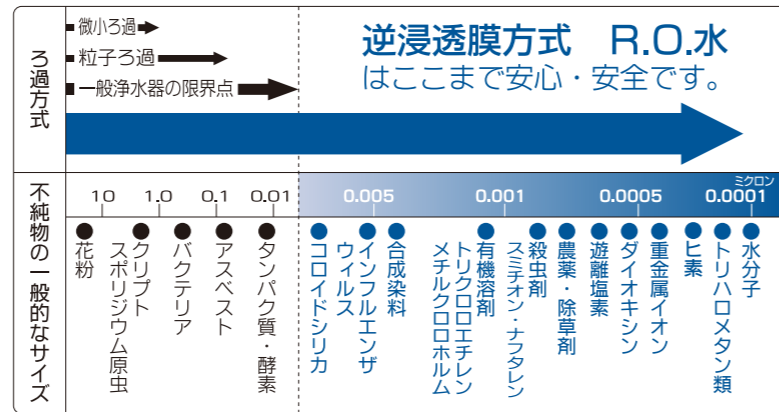 ろ過方式
微小ろ過
粒子ろ過
一般浄水器の限界点
逆浸透膜方式 R.O.水
はここまで安心・安全です。
不純物の一般的なサイズ
ミクロン
10 1.0 0.1 0.01 0.005 0.001 0.0005 0.0001
花粉
クリプト
スポリジウム原虫
バクテリア
アスベスト
タンパク質・酵素
コロイドシリカ
インフルエンザ
ウィルス
合成染料
有機溶剤
トリクロロエチレン
メチルクロロホルム
殺虫剤
スミチオン・ナフタレン
農薬・除草剤
遊離塩素
ダイオキシン
重金属イオン
ヒ素
トリハロメタン類
水分子